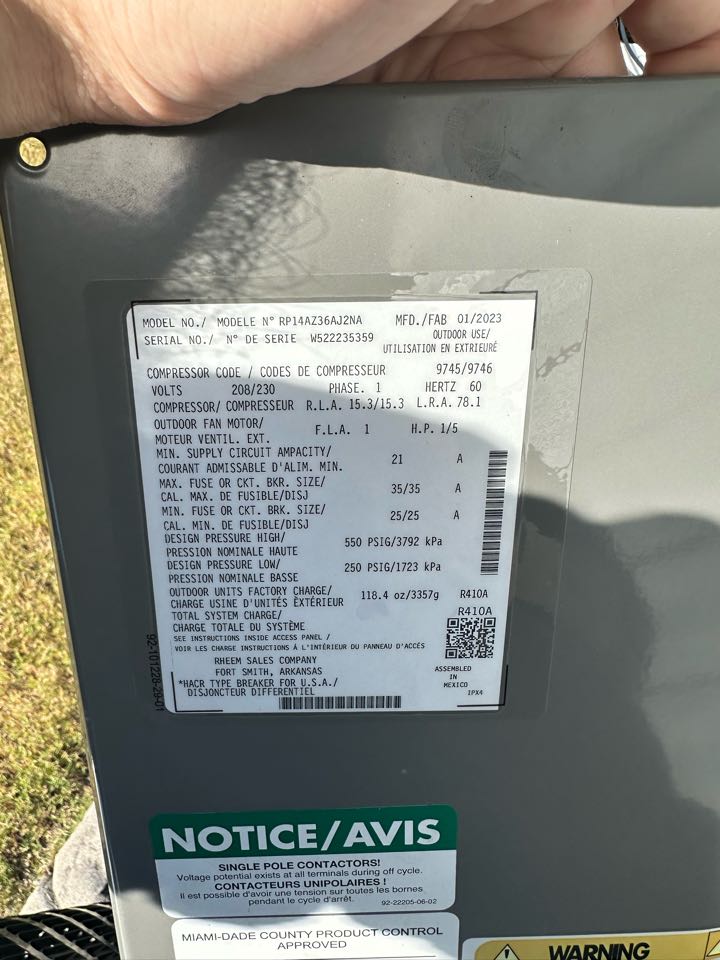 MODEL NO./ MODELE N° RP14AZ36AJ2NA MFD./FAB 01/2023
SERIAL NO./ N° DE SERIE W522235359 OUTDOOR USE/
UTILISATION EN EXTRIEURÉ
COMPRESSOR CODE / CODES DE COMPRESSEUR 9745/9746
VOLTS 208/230 PHASE. 1 HERTZ 60
COMPRESSOR/ COMPRESEUR R.L.A. 15.3/15.3 L.R.A. 78.1
OUTDOOR FAN MOTOR/
MOTEUR VENTIL. EXT. F.L.A. 1 H.P. 1/5
MIN. SUPPLY CIRCUIT AMPACITY/
COURANT ADMISSABLE D'ALIM. MIN. 21 A
MAX. FUSE OR CKT. BKR. SIZE/
CAL. MAX. DE FUSIBLE/DISJ 35/35 A
MIN. FUSE OR CKT. BRK. SIZE/
CAL. MIN. DE FUSIBLE/DISJ 25/25 A
DESIGN PRESSURE HIGH/
PRESSION NOMINALE HAUTE 550 PSIG/3792 kPa
DESIGN PRESSURE LOW/
PRESSION NOMINALE BASSE 250 PSIG/1723 kPa
OUTDOOR UNITS FACTORY CHARGE/
CHARGE USINE D'UNITÉS ÈXTÉRIEUR 118.4 oz/3357g R410A
TOTAL SYSTEM CHARGE/ R410A
CHARGE TOTALE DU SYSTÈME
SEE INSTRUCTIONS INSIDE ACCESS PANEL /
VOIR LES CHARGE INSTRUCTIONS À L'INTÉRIEUR DU PANNEAU D'ACCÉS
RHEEM SALES COMPANY
FORT SMITH, ARKANSAS
ASSEMBLED
IN
MEXICO
IPX4
*HACR TYPE BREAKER FOR U.S.A./
DISJONCTEUR DIFFERENTIEL
92-101228-29-01
NOTICE/AVIS
SINGLE POLE CONTACTORS!
Voltage potential exists at all terminals during off cycle.
CONTACTEURS UNIPOLAIRES !
Il est possible d'avoir une tension sur toutes les bornes
pendant le cycle d'arrêt. 92-22205-06-02
MIAMI-DADE COUNTY PRODUCT CONTROL
APPROVED
WARNING